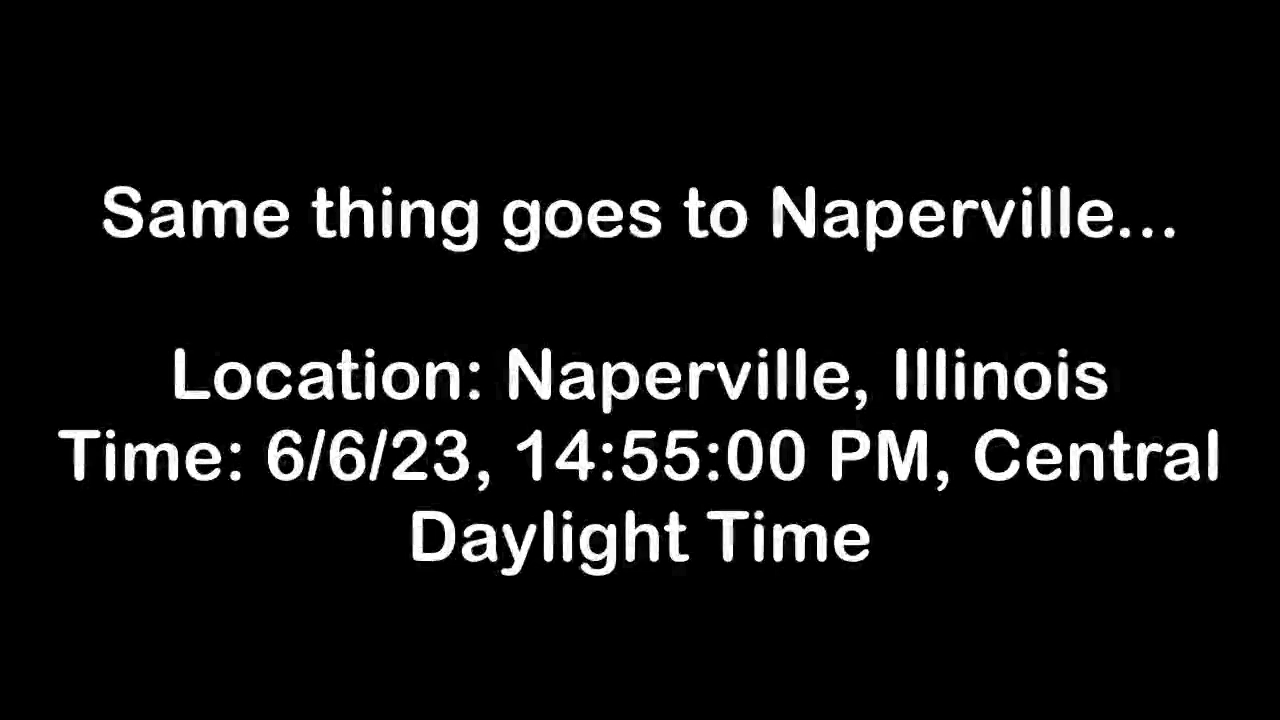 Same thing goes to Naperville...
Location: Naperville, Illinois
Time: 6/6/23, 14:55:00 PM, Central
Daylight Time